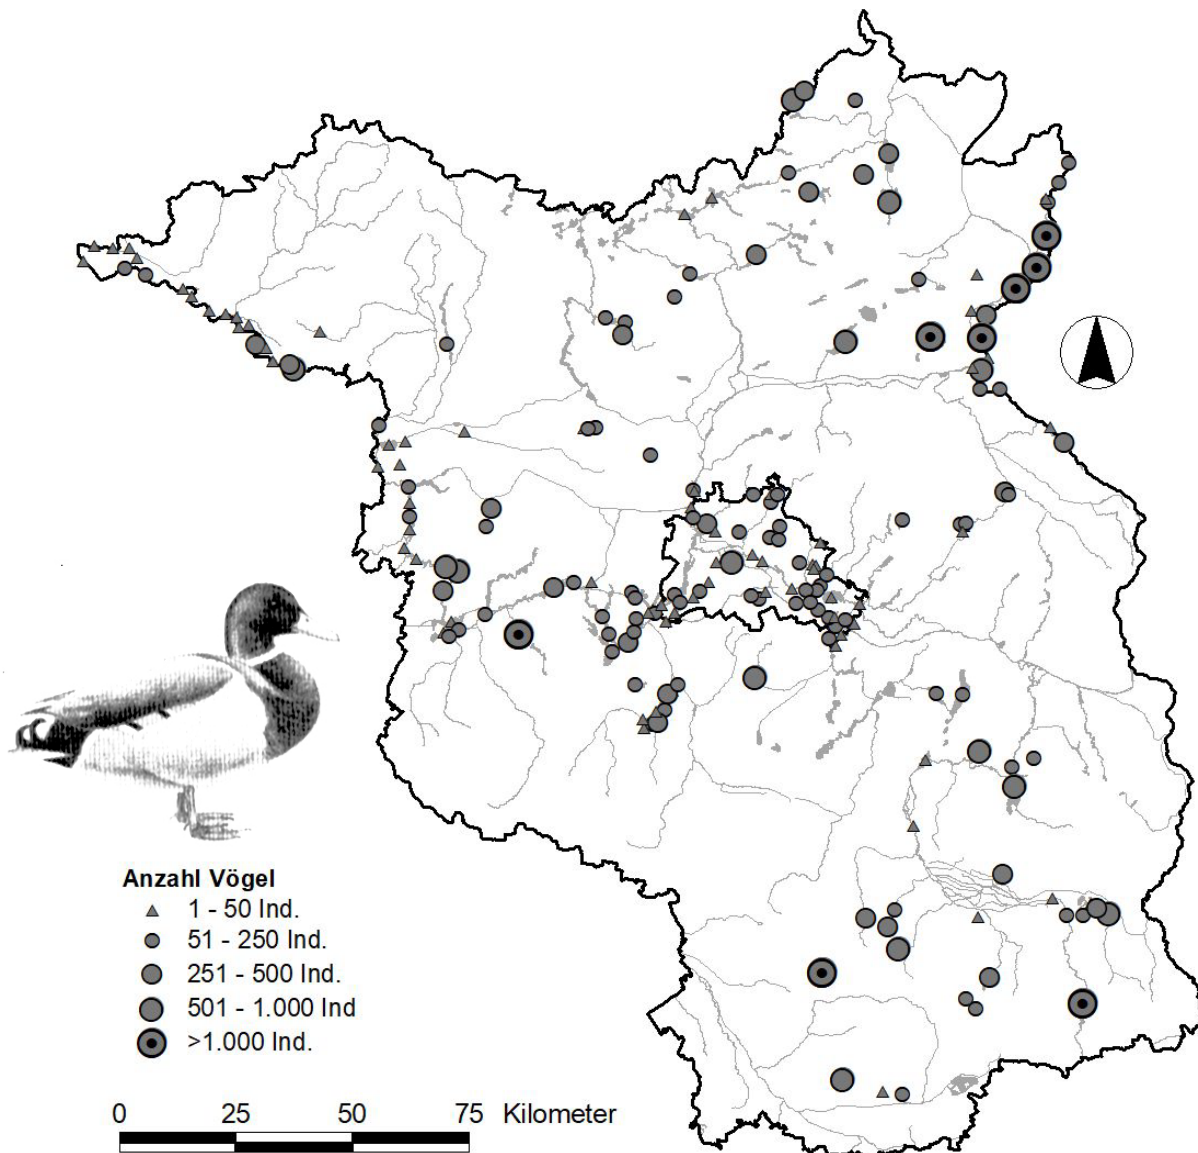 Anzahl Vögel
1 - 50 Ind.
51 - 250 Ind.
251 - 500 Ind.
501 - 1.000 Ind
>1.000 Ind.
0 25 50 75 Kilometer